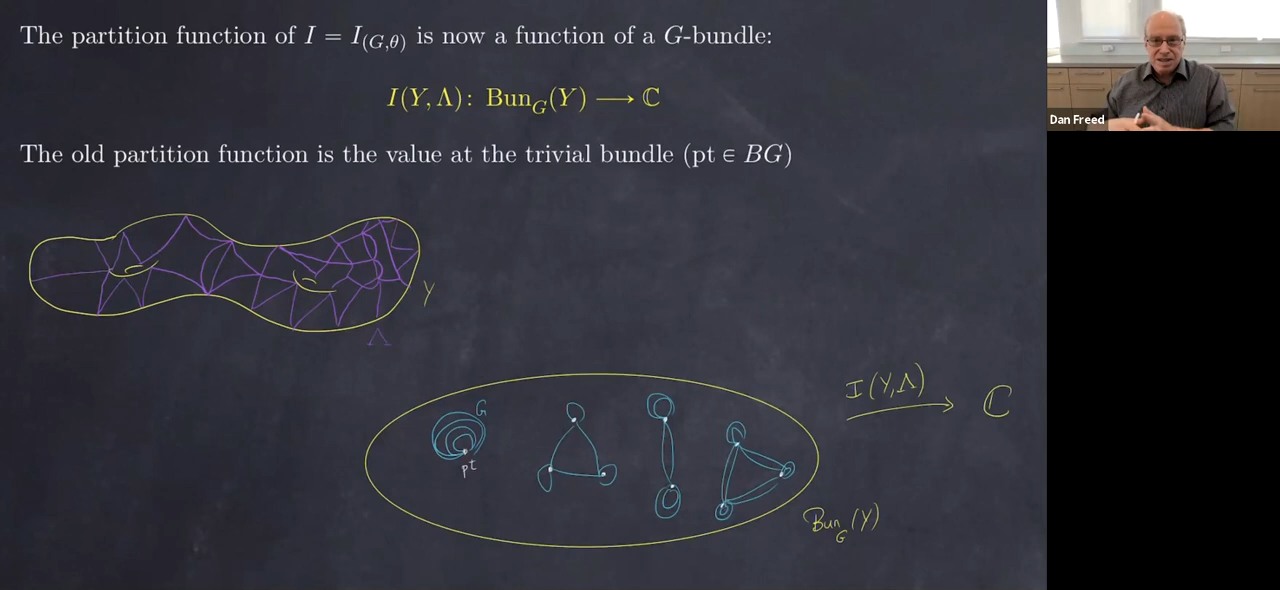 The partition function of I = I_{(G,θ)} is now a function of a G-bundle:
I(Y, Λ): Bun_G(Y) ⟶ ℂ
The old partition function is the value at the trivial bundle (pt ∈ BG)
Dan Freed
Y
Λ
I(Y,Λ)
ℂ
G
pt
Bun_G(Y)